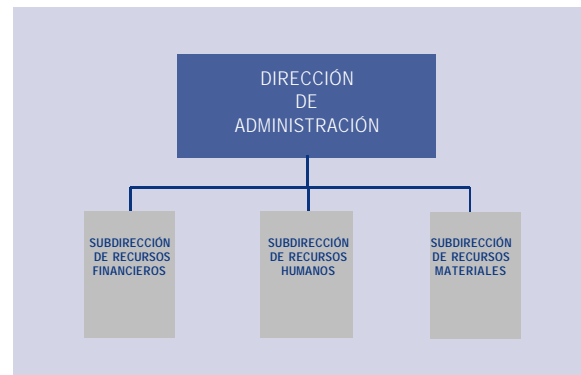 DIRECCIÓN
DE
ADMINISTRACIÓN
SUBDIRECCIÓN
DE RECURSOS
FINANCIEROS
SUBDIRECCIÓN
DE RECURSOS
HUMANOS
SUBDIRECCIÓN
DE RECURSOS
MATERIALES